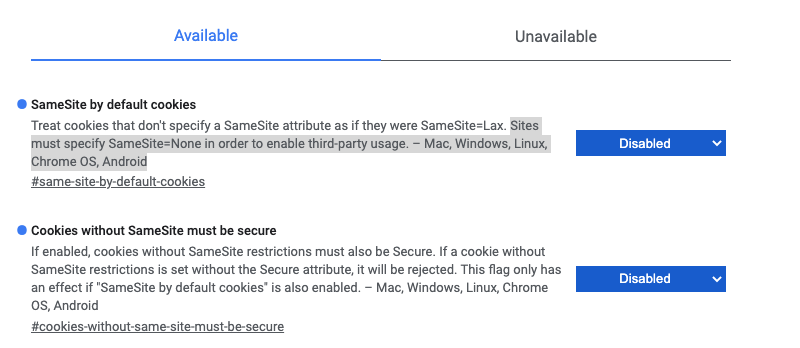 Available
Unavailable
SameSite by default cookies
Treat cookies that don't specify a SameSite attribute as if they were SameSite=Lax. Sites
must specify SameSite=None in order to enable third-party usage. – Mac, Windows, Linux,
Chrome OS, Android
#same-site-by-default-cookies
Disabled
Cookies without SameSite must be secure
If enabled, cookies without SameSite restrictions must also be Secure. If a cookie without
SameSite restrictions is set without the Secure attribute, it will be rejected. This flag only has
an effect if "SameSite by default cookies" is also enabled. – Mac, Windows, Linux, Chrome
OS, Android
#cookies-without-same-site-must-be-secure
Disabled